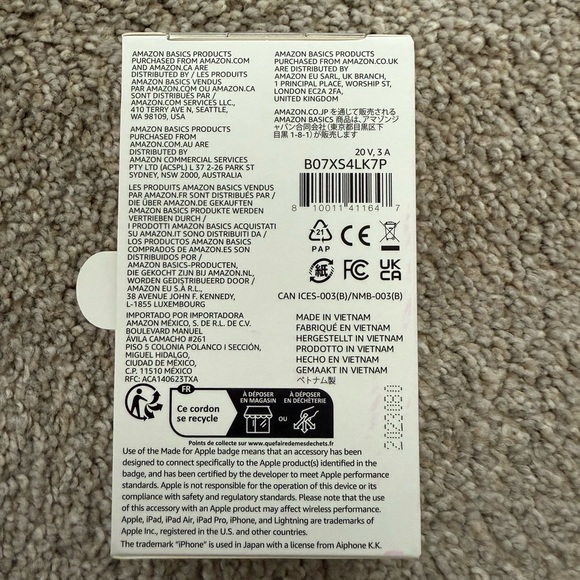 AMAZON BASICS PRODUCTS
PURCHASED FROM AMAZON.COM
AND AMAZON.CA ARE
DISTRIBUTED BY / LES PRODUITS
AMAZON BASICS VENDUS
PAR AMAZON.COM OU AMAZON.CA
SONT DISTRIBUÉS PAR /
AMAZON.COM SERVICES LLC.,
410 TERRY AVE N, SEATTLE,
WA 98109, USA
AMAZON BASICS PRODUCTS
PURCHASED FROM
AMAZON.COM.AU ARE
DISTRIBUTED BY
AMAZON COMMERCIAL SERVICES
PTY LTD (ACSPL) L 37 2-26 PARK ST
SYDNEY, NSW 2000, AUSTRALIA
LES PRODUITS AMAZON BASICS VENDUS
PAR AMAZON.FR SONT DISTRIBUÉS PAR /
DIE ÜBER AMAZON.DE GEKAUFTEN
AMAZON BASICS PRODUKTE WERDEN
VERTRIEBEN DURCH /
I PRODOTTI AMAZON BASICS ACQUISTATI
SU AMAZON.IT SONO DISTRIBUITI DA /
LOS PRODUCTOS AMAZON BASICS
COMPRADOS DE AMAZON.ES SON
DISTRIBUIDOS POR /
AMAZON BASICS-PRODUCTEN,
DIE GEKOCHT ZIJN BIJ AMAZON.NL,
WORDEN GEDISTRIBUEERD DOOR /
AMAZON EU S.À R.L.,
38 AVENUE JOHN F. KENNEDY,
L-1855 LUXEMBOURG
IMPORTADO POR IMPORTADORA
AMAZON MÉXICO, S. DE R.L. DE C.V.
BOULEVARD MANUEL
ÁVILA CAMACHO #261
PISO 5 COLONIA POLANCO I SECCIÓN,
MIGUEL HIDALGO,
CIUDAD DE MÉXICO,
C.P. 11510 MÉXICO
RFC: ACA140623TXA
AMAZON BASICS PRODUCTS
PURCHASED FROM AMAZON.CO.UK
ARE DISTRIBUTED BY
AMAZON EU SARL, UK BRANCH,
1 PRINCIPAL PLACE, WORSHIP ST,
LONDON EC2A 2FA,
UNITED KINGDOM
AMAZON.CO.JP を通じて販売される
AMAZON BASICS 商品は、アマゾンジ
ャパン合同会社（東京都目黒区下
目黒 1-8-1）が販売します。
20 V, 3 A
B07XS4LK7P
8 10011 41164 7
21
PAP
CE
紙
FC
UK
CA
CAN ICES-003(B)/NMB-003(B)
MADE IN VIETNAM
FABRIQUÉ EN VIETNAM
HERGESTELLT IN VIETNAM
PRODOTTO IN VIETNAM
HECHO EN VIETNAM
GEMAAKT IN VIETNAM
ベトナム製
20230810
FR
Ce cordon
se recycle
À DÉPOSER
EN MAGASIN
OU
À DÉPOSER
EN DÉCHÈTERIE
Points de collecte sur www.quefairedemesdechets.fr
Use of the Made for Apple badge means that an accessory has been
designed to connect specifically to the Apple product(s) identified in the
badge, and has been certified by the developer to meet Apple performance
standards. Apple is not responsible for the operation of this device or its
compliance with safety and regulatory standards. Please note that the use
of this accessory with an Apple product may affect wireless performance.
Apple, iPad, iPad Air, iPad Pro, iPhone, and Lightning are trademarks of
Apple Inc., registered in the U.S. and other countries.
The trademark “iPhone” is used in Japan with a license from Aiphone K.K.